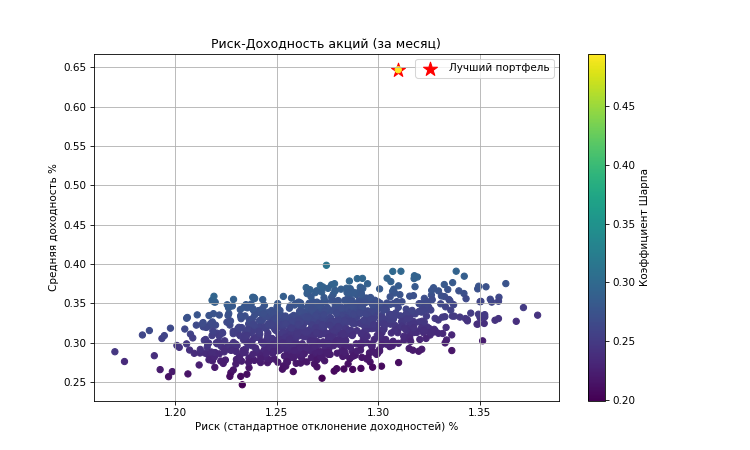 Риск-Доходность акций (за месяц)
Лучший портфель
0.65
0.60
0.55
0.50
0.45
0.40
0.35
0.30
0.25
Средняя доходность %
1.20 1.25 1.30 1.35
Риск (стандартное отклонение доходностей) %
0.45
0.40
0.35
0.30
0.25
0.20
Коэффициент Шарпа